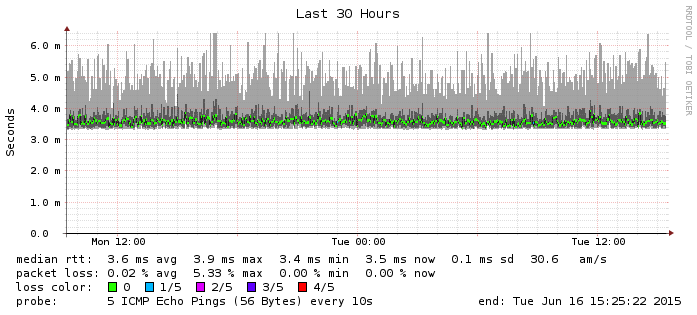 Last 30 Hours
RRDTOOL / TOBI OETIKER
Seconds
6.0 m
5.0 m
4.0 m
3.0 m
2.0 m
1.0 m
0.0
Mon 12:00 Tue 00:00 Tue 12:00
median rtt: 3.6 ms avg 3.9 ms max 3.4 ms min 3.5 ms now 0.1 ms sd 30.6 am/s
packet loss: 0.02 % avg 5.33 % max 0.00 % min 0.00 % now
loss color: 0 1/5 2/5 3/5 4/5
probe: 5 ICMP Echo Pings (56 Bytes) every 10s end: Tue Jun 16 15:25:22 2015